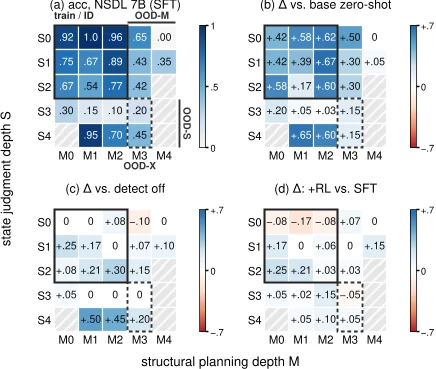 (a) acc, NSDL 7B (SFT)
train / ID
OOD-M
S0 .92 1.0 .96 .65 .00
S1 .75 .67 .89 .43 .35
S2 .67 .54 .77 .42
S3 .30 .15 .10 .20
S4 .95 .70 .45
M0 M1 M2 M3 M4
OOD-X
OOD-S
1
.5
0
(b) Δ vs. base zero-shot
S0 +.42 +.58 +.62 +.50 0
S1 +.42 +.39 +.67 +.30 +.05
S2 +.58 +.17 +.60 +.30
S3 +.20 +.05 +.03 +.15
S4 +.65 +.60 +.15
M0 M1 M2 M3 M4
+.7
0
−.7
(c) Δ vs. detect off
S0 0 0 +.08 −.10 0
S1 +.25 +.17 0 +.07 +.10
S2 +.08 +.21 +.30 +.15
S3 +.05 0 0 0
S4 +.50 +.45 +.20
M0 M1 M2 M3 M4
+.7
0
−.7
(d) Δ: +RL vs. SFT
S0 −.08 −.17 −.08 +.07 0
S1 +.17 0 +.06 0 +.15
S2 +.25 +.21 +.03 +.03
S3 +.05 +.02 +.15 −.05
S4 +.05 +.10 +.05
M0 M1 M2 M3 M4
+.7
0
−.7
state judgment depth S
structural planning depth M